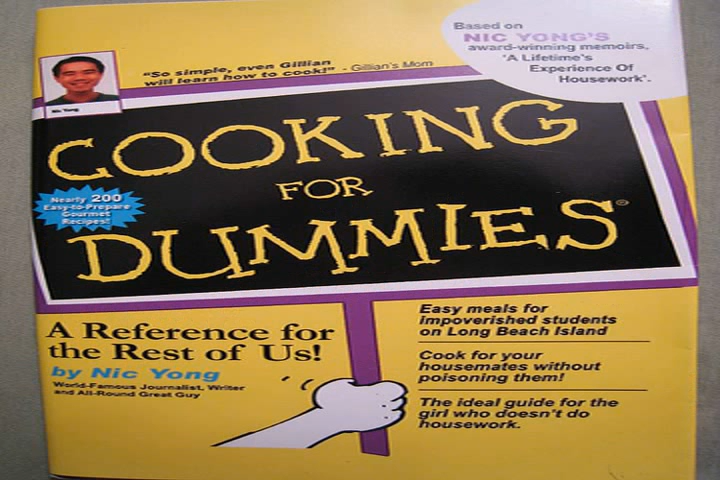 Based on
NIC YONG'S
award-winning memoirs,
'A Lifetime's
Experience Of
Housework'.
"So simple, even Gillian
will learn how to cook!" - Gillian's Mom
Nic Yong
COOKING
FOR
DUMMIES®
Nearly 200
Easy-to-Prepare
Gourmet
Recipes!
A Reference for
the Rest of Us!
by Nic Yong
World-Famous Journalist, Writer
and All-Round Great Guy
Easy meals for
impoverished students
on Long Beach Island
Cook for your
housemates without
poisoning them!
The ideal guide for the
girl who doesn't do
housework.